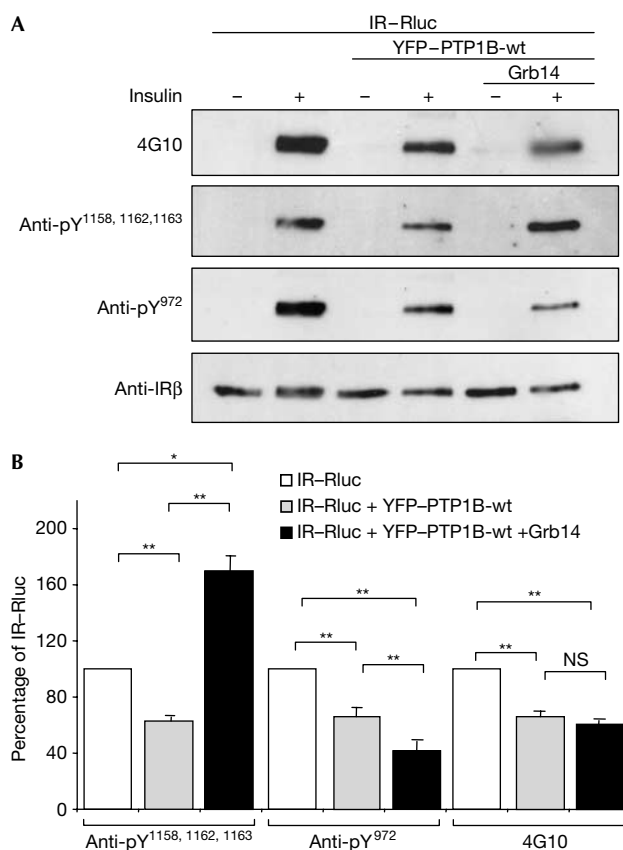 A
IR–Rluc
YFP–PTP1B-wt
Grb14
Insulin – + – + – +
4G10
Anti-pY1158, 1162,1163
Anti-pY972
Anti-IRβ
B
IR–Rluc
IR–Rluc + YFP–PTP1B-wt
IR–Rluc + YFP–PTP1B-wt +Grb14
Percentage of IR–Rluc
200
160
120
80
40
0
*
**
**
**
**
**
**
**
NS
Anti-pY1158, 1162, 1163 Anti-pY972 4G10